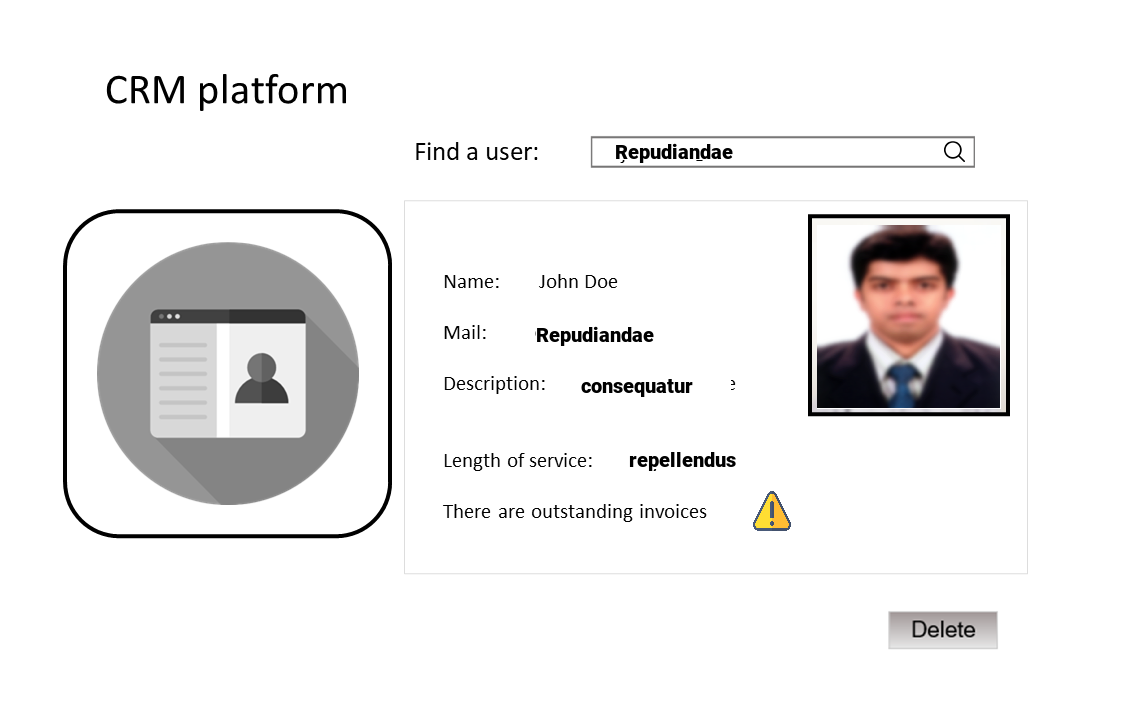 CRM platform
Find a user: Repudiandae
Name: John Doe
Mail: Repudiandae
Description: consequatur e
Length of service: repellendus
There are outstanding invoices
Delete